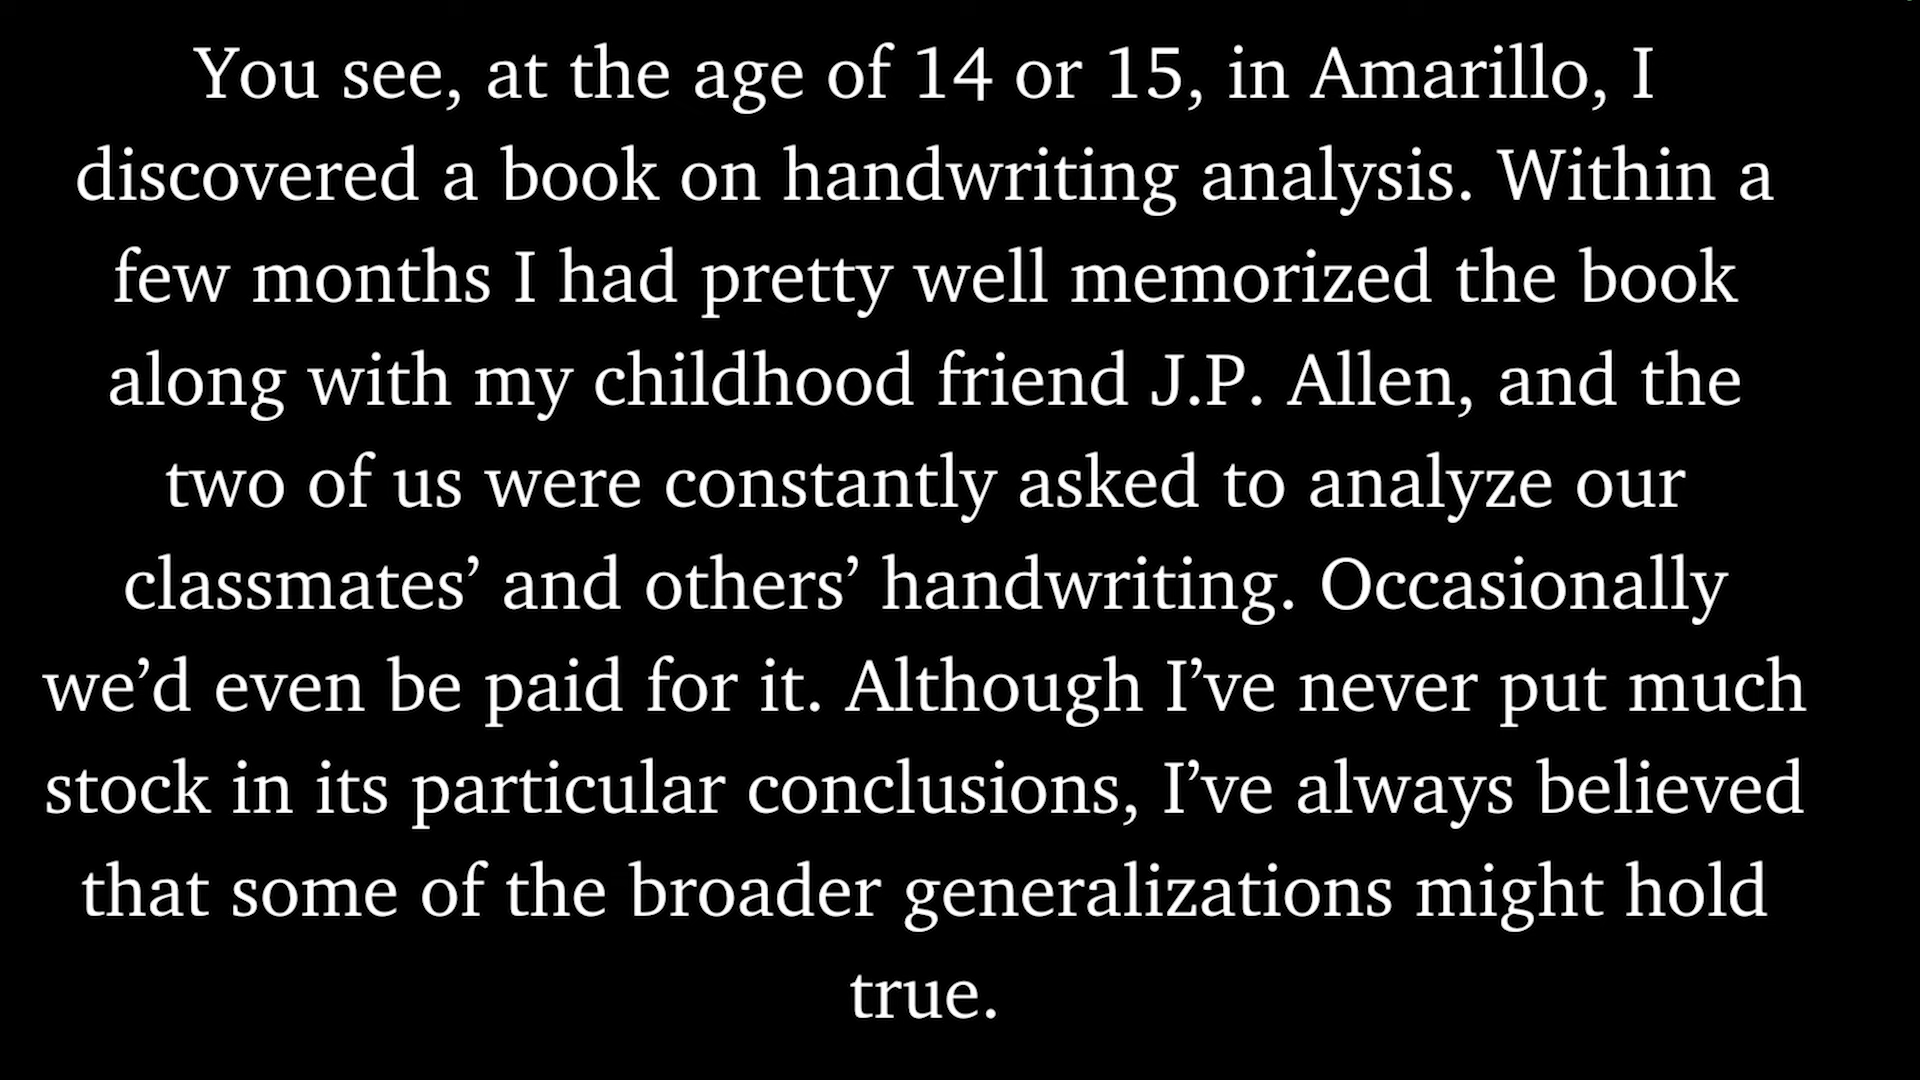 You see, at the age of 14 or 15, in Amarillo, I
discovered a book on handwriting analysis. Within a
few months I had pretty well memorized the book
along with my childhood friend J.P. Allen, and the
two of us were constantly asked to analyze our
classmates’ and others’ handwriting. Occasionally
we’d even be paid for it. Although I’ve never put much
stock in its particular conclusions, I’ve always believed
that some of the broader generalizations might hold
true.